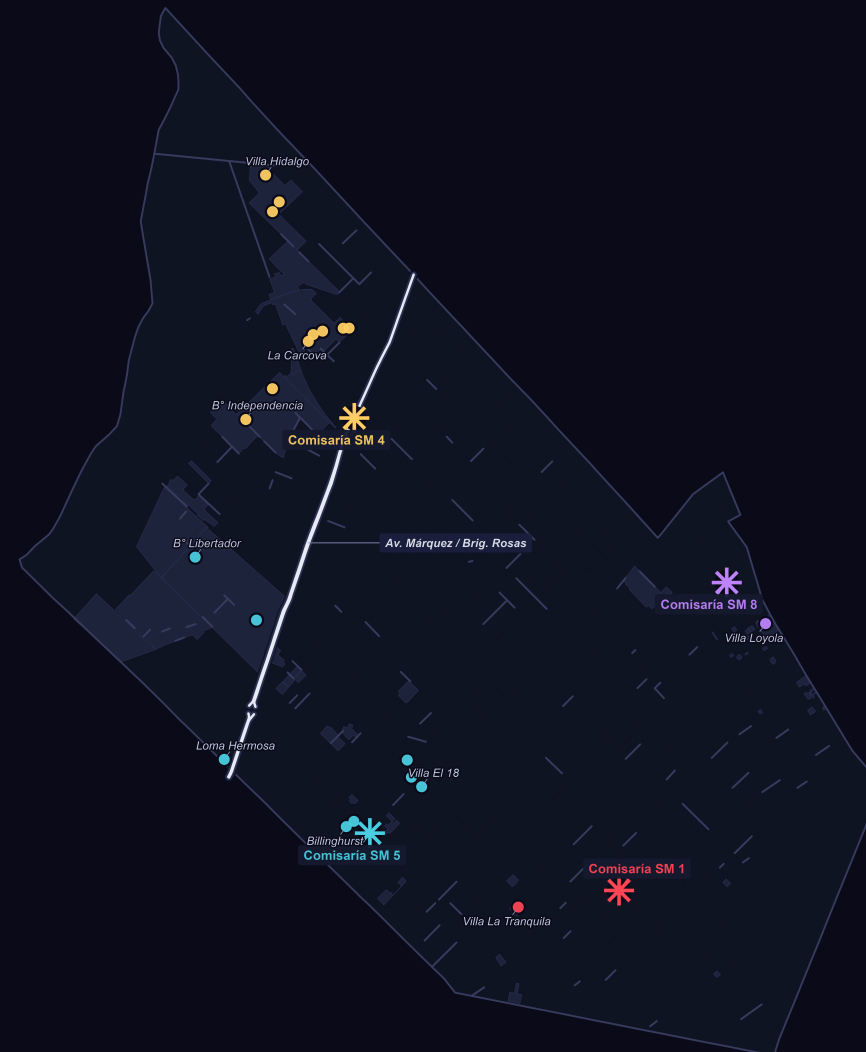 Villa Hidalgo
La Carcova
B° Independencia
Comisaría SM 4
B° Libertador
Av. Márquez / Brig. Rosas
Comisaría SM 8
Villa Loyola
Loma Hermosa
Villa El 18
Billinghurst
Comisaría SM 5
Comisaría SM 1
Villa La Tranquila